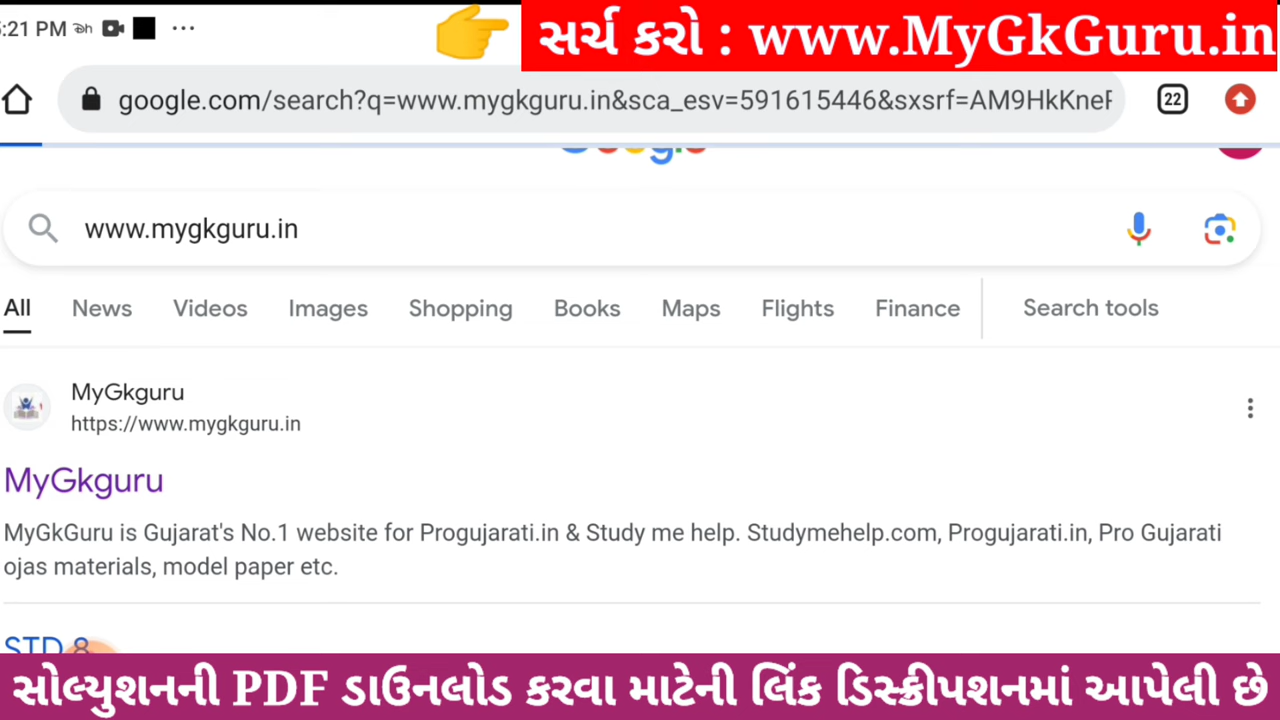 5:21 PM
સર્ચ કરો : www.MyGkGuru.in
google.com/search?q=www.mygkguru.in&sca_esv=591615446&sxsrf=AM9HkKneF
22
www.mygkguru.in
All News Videos Images Shopping Books Maps Flights Finance Search tools
MyGkguru
https://www.mygkguru.in
MyGkguru
MyGkGuru is Gujarat's No.1 website for Progujarati.in & Study me help. Studymehelp.com, Progujarati.in, Pro Gujarati
ojas materials, model paper etc.
STD 8
સોલ્યુશનની PDF ડાઉનલોડ કરવા માટેની લિંક ડિસ્ક્રીપશનમાં આપેલી છે